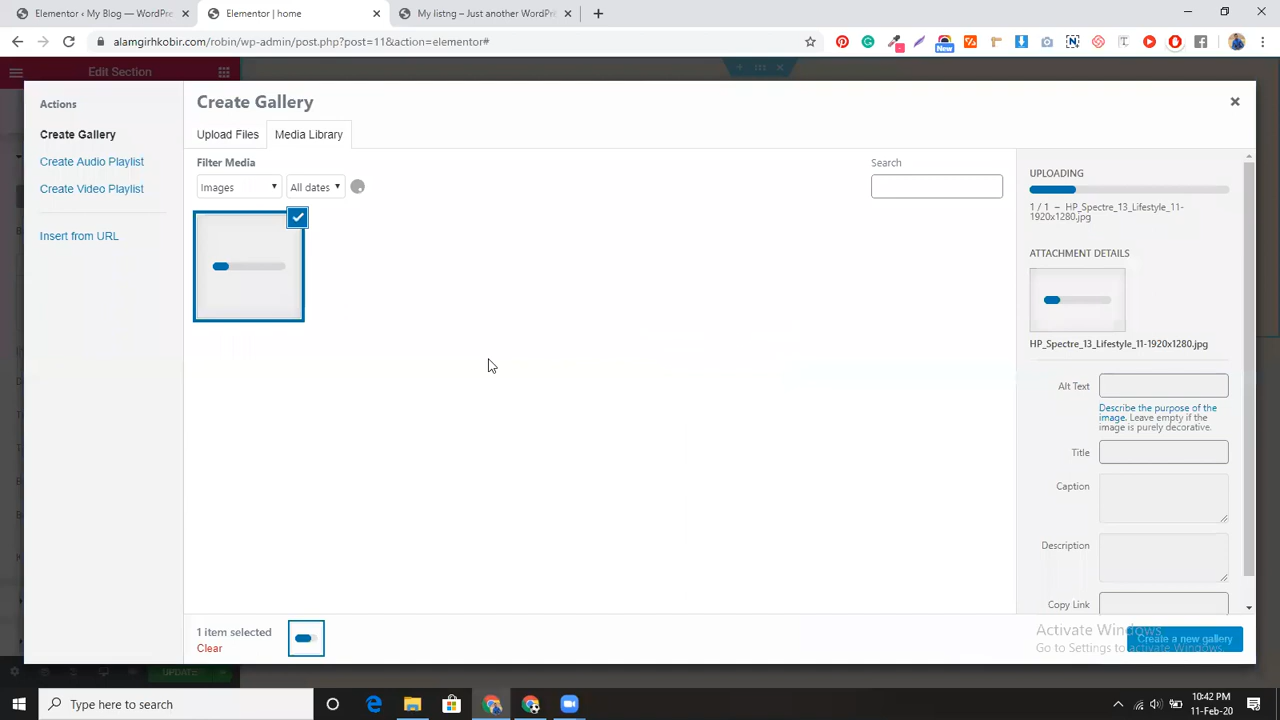 Elementor ‹ My Blog — WordPre
Elementor | home
My listng – Just another WordPr
alamgirhkobir.com/robin/wp-admin/post.php?post=11&action=elementor#
New
Edit Section
Actions
Create Gallery
Create Gallery
Create Audio Playlist
Create Video Playlist
Insert from URL
Upload Files
Media Library
Filter Media
Images
All dates
Search
UPLOADING
1 / 1 – HP_Spectre_13_Lifestyle_11-
1920x1280.jpg
ATTACHMENT DETAILS
HP_Spectre_13_Lifestyle_11-1920x1280.jpg
Alt Text
Describe the purpose of the
image. Leave empty if the
image is purely decorative.
Title
Caption
Description
Copy Link
1 item selected
Clear
Create a new gallery
Activate Windows
Go to Settings to activate Windows.
UPDATE
Type here to search
10:42 PM
11-Feb-20